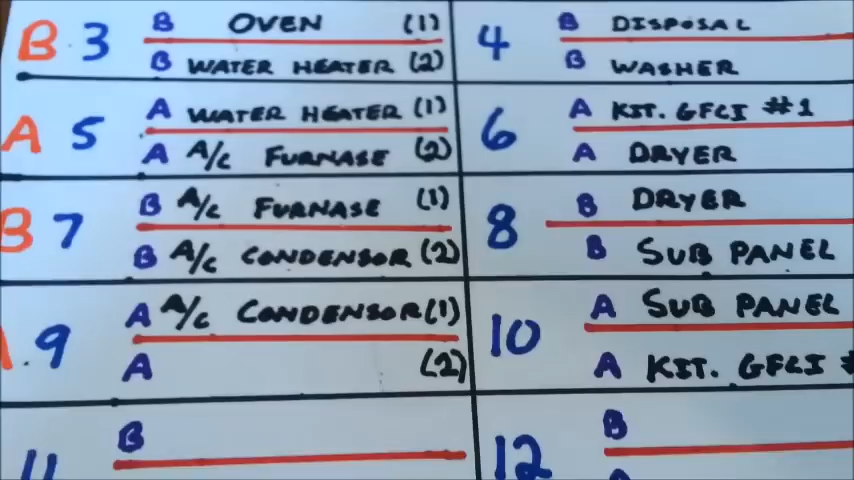 B 3 B OVEN (1) 4 B DISPOSAL
B WATER HEATER (2) B WASHER
A 5 A WATER HEATER (1) 6 A KIT. GFCI #1
A A/C FURNASE (2) A DRYER
B 7 B A/C FURNASE (1) 8 B DRYER
B A/C CONDENSOR (2) B SUB PANEL
9 A A/C CONDENSOR (1) 10 A SUB PANEL
A (2) A KIT. GFCI #
11 B 12 B
A